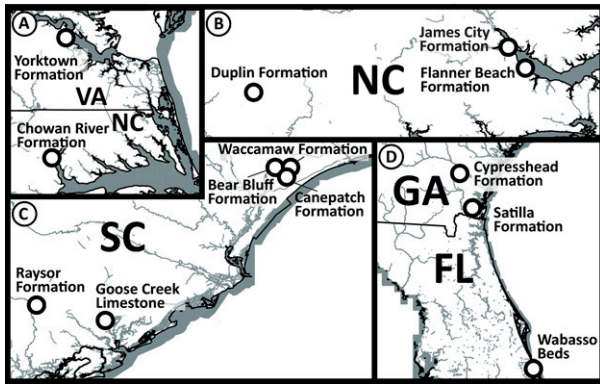 A
Yorktown
Formation
VA
NC
Chowan River
Formation
B
James City
Formation
Duplin Formation
NC
Flanner Beach
Formation
C
Waccamaw Formation
Bear Bluff
Formation
Canepatch
Formation
SC
Raysor
Formation
Goose Creek
Limestone
D
Cypresshead
Formation
GA
Satilla
Formation
FL
Wabasso
Beds